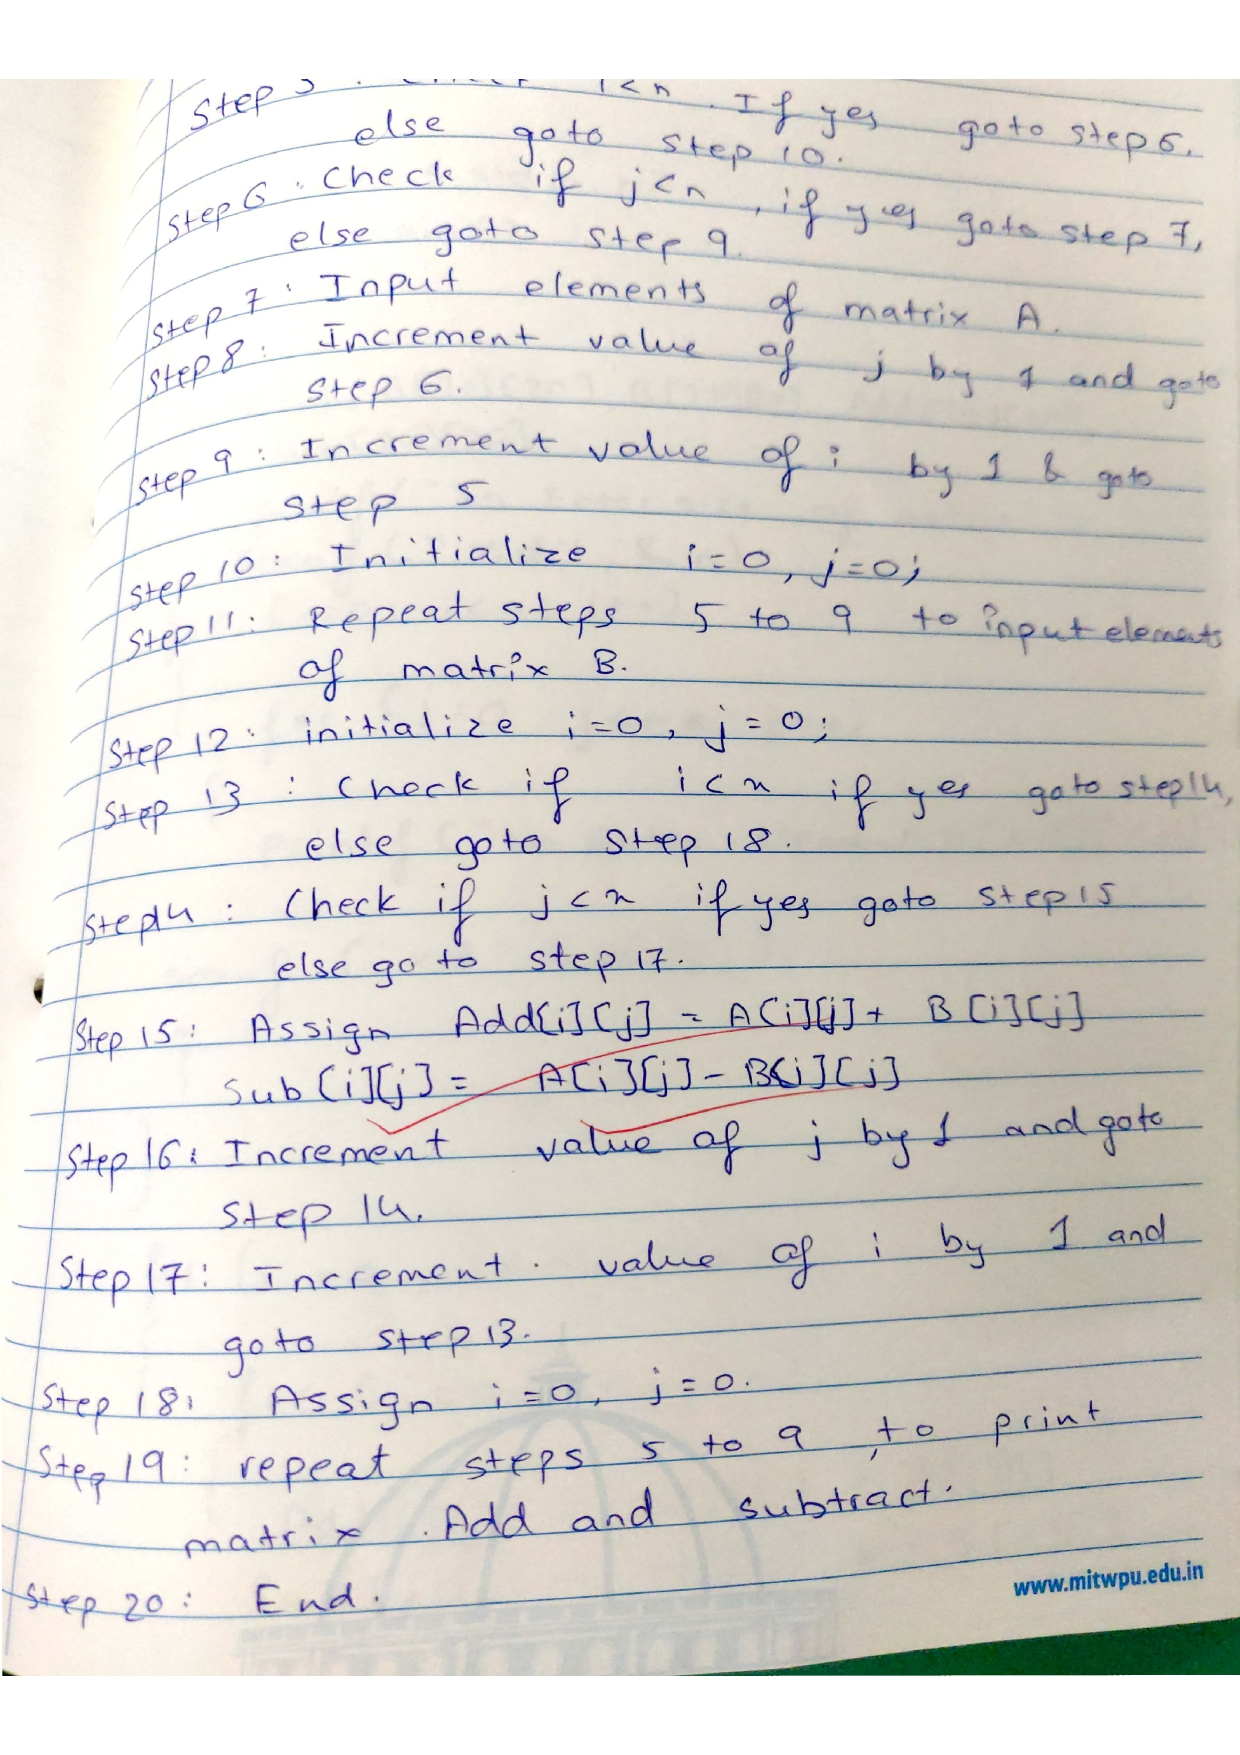 Step 5 : Check i<n. If yes goto step 6,
else goto step 10.
Step 6 : Check if j<n, if yes goto step 7,
else goto step 9.
Step 7 : Input elements of matrix A.
Step 8 : Increment value of j by 1 and goto
step 6.
Step 9 : Increment value of i by 1 & goto
step 5
Step 10 : Initialize i=0, j=0;
Step 11 : Repeat steps 5 to 9 to input elements
of matrix B.
Step 12 : initialize i=0, j=0;
Step 13 : Check if i<n if yes goto step 14,
else goto step 18.
Step 14 : Check if j<n if yes goto step 15
else go to step 17.
Step 15 : Assign Add[i][j] = A[i][j] + B[i][j]
Sub[i][j] = A[i][j] - B[i][j]
Step 16 : Increment value of j by 1 and goto
step 14.
Step 17 : Increment. value of i by 1 and
goto step 13.
Step 18 : Assign i=0, j=0.
Step 19 : repeat steps 5 to 9, to print
matrix . Add and subtract.
Step 20 : End.
www.mitwpu.edu.in